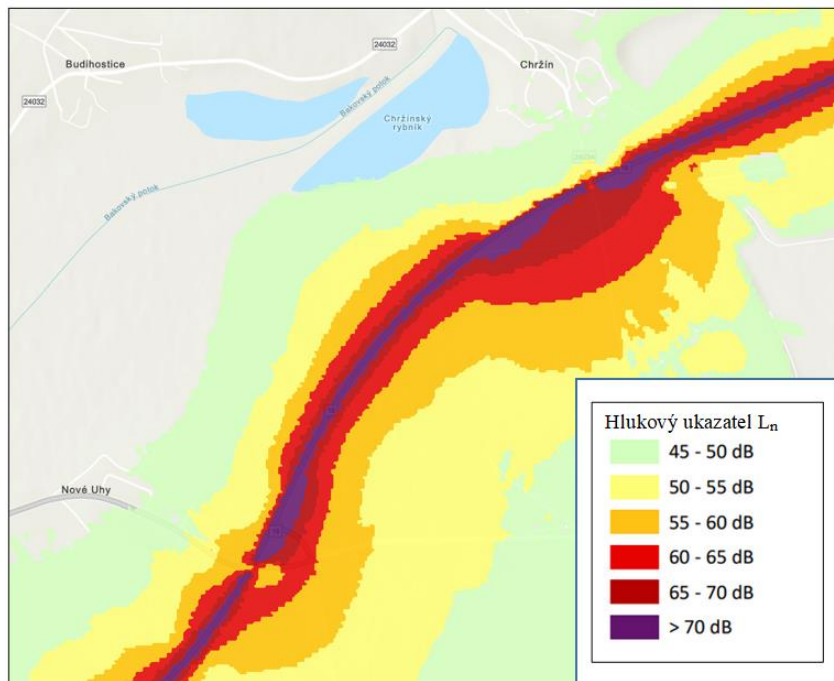 24032
Budihostice
Chržín
Bakovský potok
24032
Chržínský
rybník
Bakovský potok
Nové Uhy
Hlukový ukazatel Ln
45 - 50 dB
50 - 55 dB
55 - 60 dB
60 - 65 dB
65 - 70 dB
> 70 dB